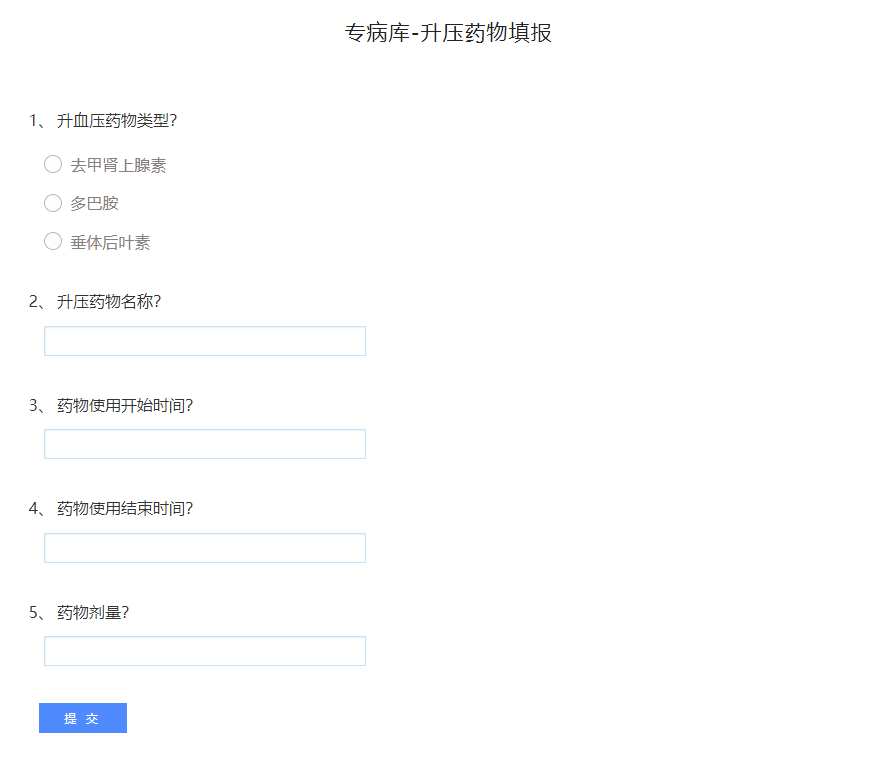 专病库-升压药物填报
1、 升血压药物类型?
去甲肾上腺素
多巴胺
垂体后叶素
2、 升压药物名称?
3、 药物使用开始时间?
4、 药物使用结束时间?
5、 药物剂量?
提 交